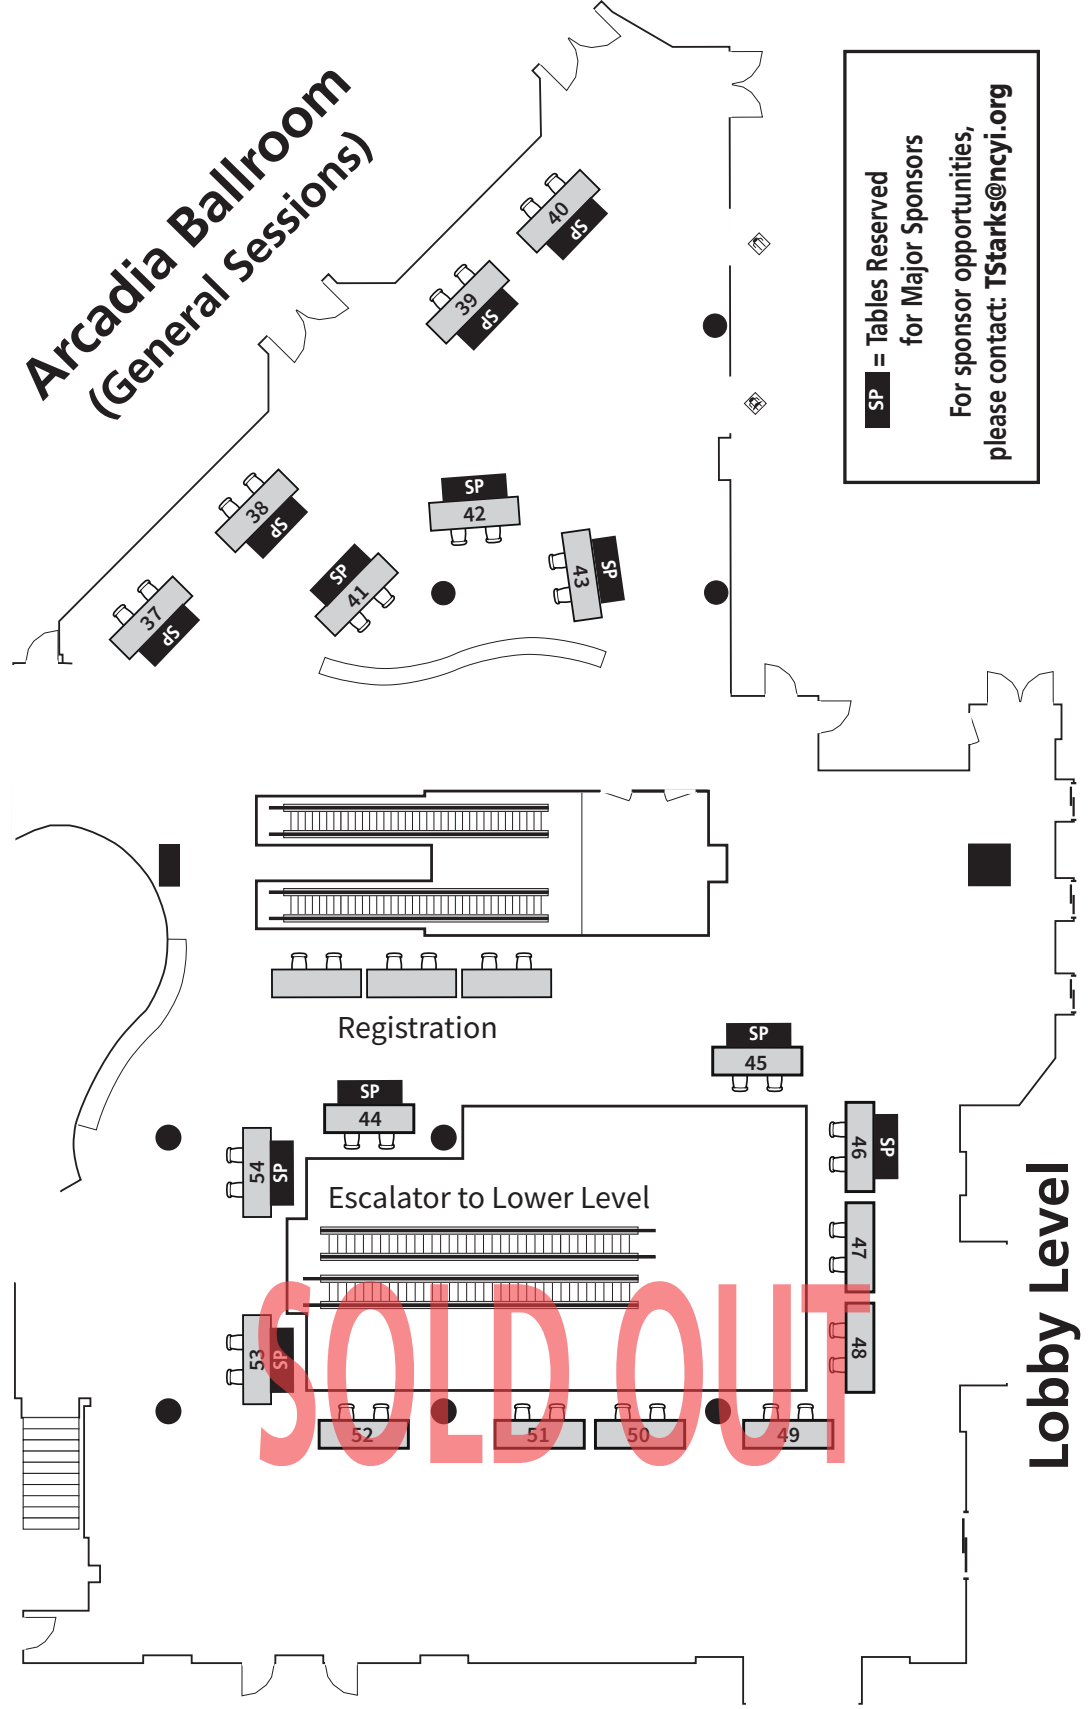 Arcadia Ballroom
(General Sessions)
SP = Tables Reserved
for Major Sponsors
For sponsor opportunities,
please contact: TStarks@ncyi.org
40
SP
39
SP
38
SP
37
SP
SP
41
SP
42
43
SP
Registration
SP
45
SP
44
54
SP
46
SP
Escalator to Lower Level
47
48
53
SP
SOLD OUT
52
51
50
49
Lobby Level